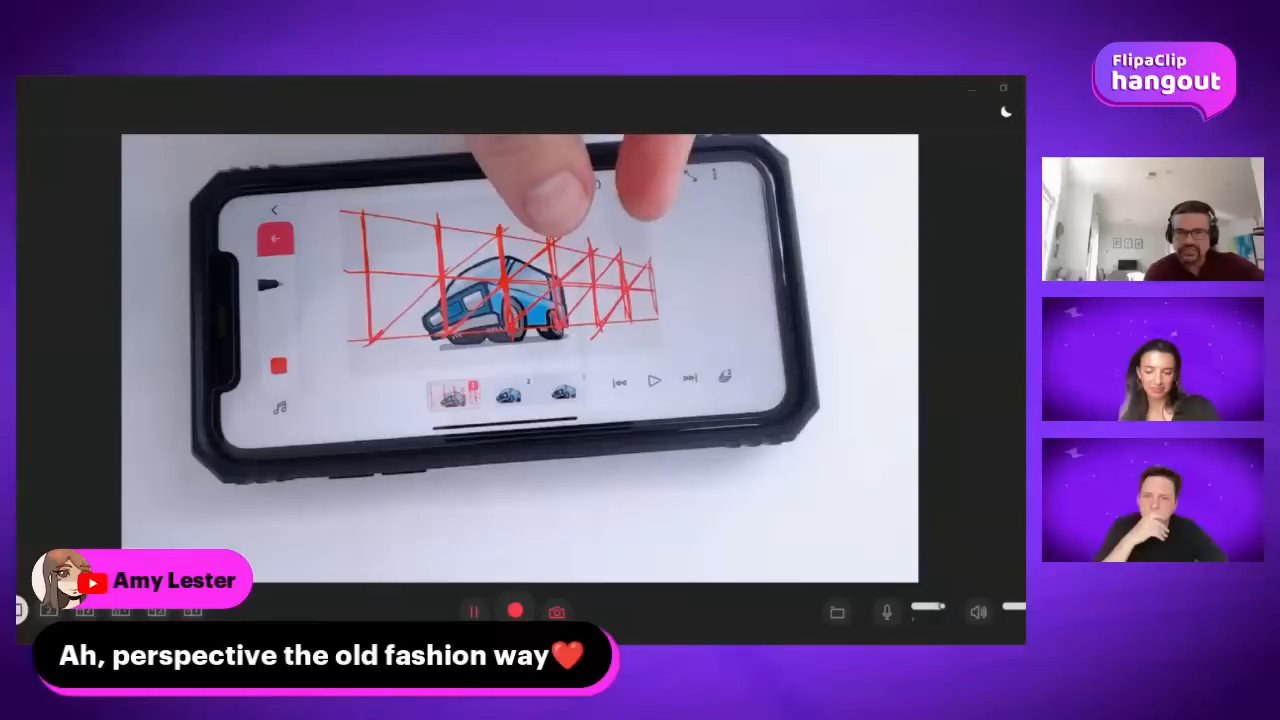 FlipaClip
hangout
Amy Lester
Ah, perspective the old fashion way❤️